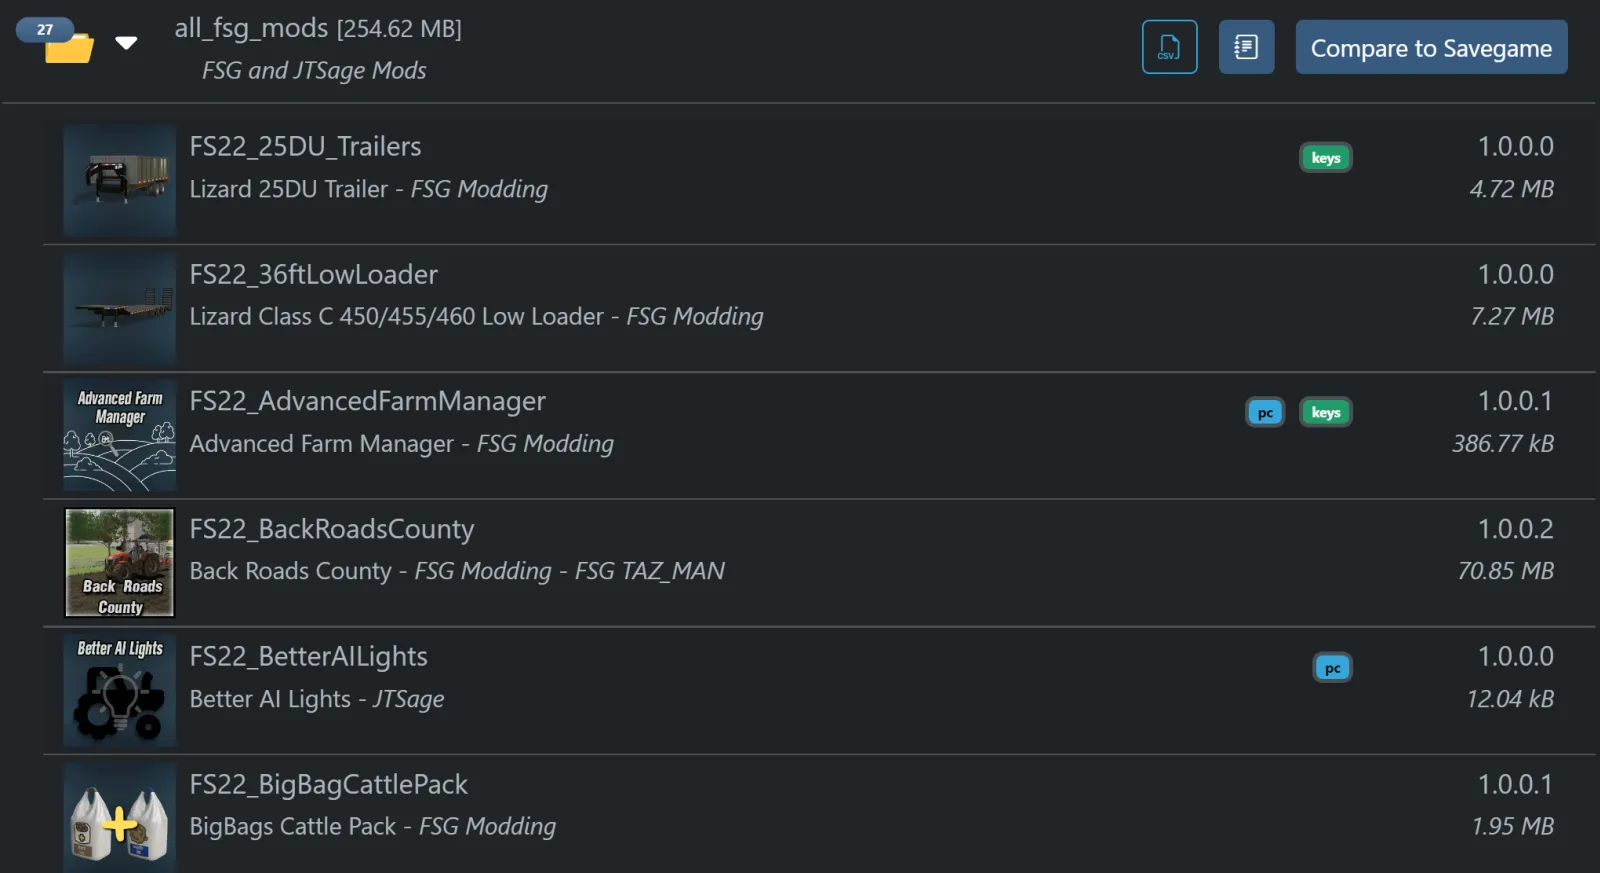 27
all_fsg_mods [254.62 MB]
FSG and JTSage Mods
CSV
Compare to Savegame
FS22_25DU_Trailers
Lizard 25DU Trailer - FSG Modding
keys
1.0.0.0
4.72 MB
FS22_36ftLowLoader
Lizard Class C 450/455/460 Low Loader - FSG Modding
1.0.0.0
7.27 MB
Advanced Farm
Manager
FS22_AdvancedFarmManager
Advanced Farm Manager - FSG Modding
pc
keys
1.0.0.1
386.77 kB
Back Roads
County
FS22_BackRoadsCounty
Back Roads County - FSG Modding - FSG TAZ_MAN
1.0.0.2
70.85 MB
Better AI Lights
FS22_BetterAILights
Better AI Lights - JTSage
pc
1.0.0.0
12.04 kB
FS22_BigBagCattlePack
BigBags Cattle Pack - FSG Modding
1.0.0.1
1.95 MB